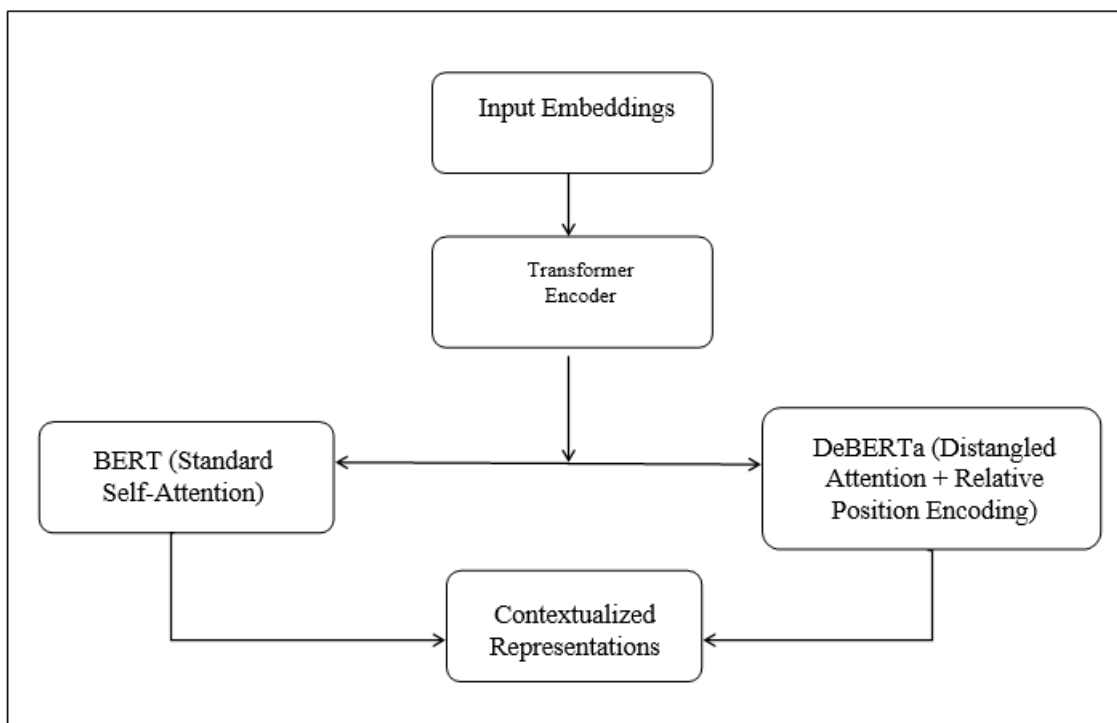 Input Embeddings
Transformer
Encoder
BERT (Standard
Self-Attention)
DeBERTa (Distangled
Attention + Relative
Position Encoding)
Contextualized
Representations